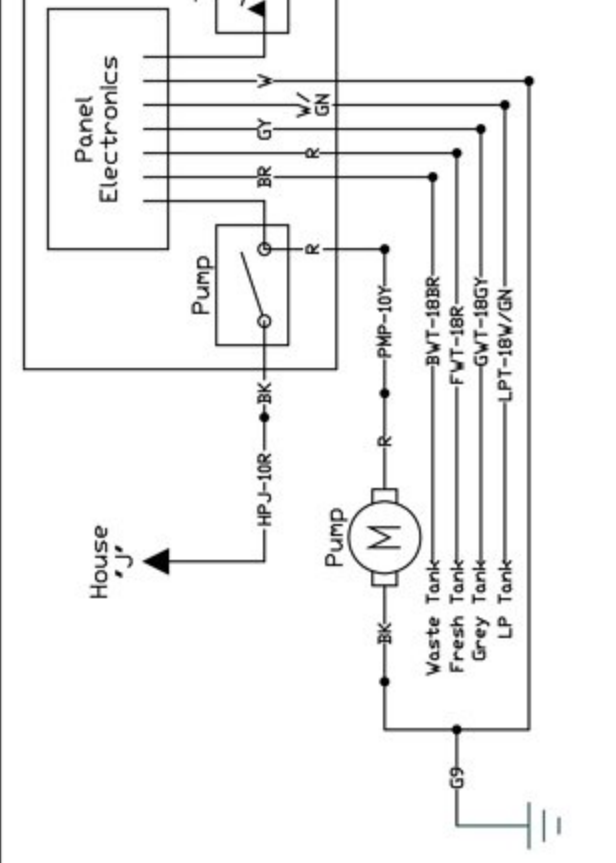 Panel
Electronics
W
W/
GN
GY
R
BR
Pump
R
BK
HPJ-10R
House
"J"
PMP-10Y
R
Pump
M
BK
BWT-18BR
FWT-18R
GWT-18GY
LPT-18W/GN
Waste Tank
Fresh Tank
Grey Tank
LP Tank
G9